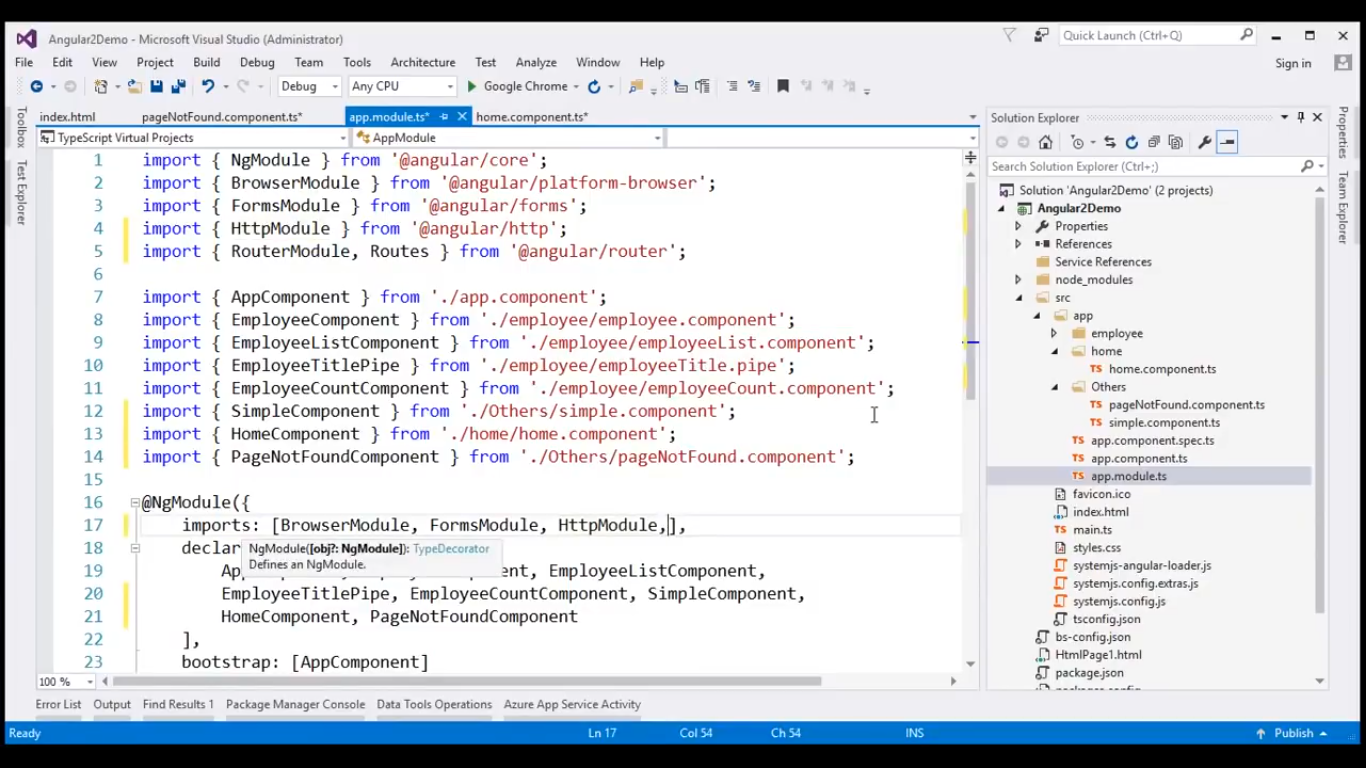 Angular2Demo - Microsoft Visual Studio (Administrator)
Quick Launch (Ctrl+Q)
File Edit View Project Build Debug Team Tools Architecture Test Analyze Window Help
Sign in
Debug Any CPU Google Chrome
index.html pageNotFound.component.ts* app.module.ts* home.component.ts*
TypeScript Virtual Projects AppModule
Toolbox
Test Explorer
1 import { NgModule } from '@angular/core';
2 import { BrowserModule } from '@angular/platform-browser';
3 import { FormsModule } from '@angular/forms';
4 import { HttpModule } from '@angular/http';
5 import { RouterModule, Routes } from '@angular/router';
6
7 import { AppComponent } from './app.component';
8 import { EmployeeComponent } from './employee/employee.component';
9 import { EmployeeListComponent } from './employee/employeeList.component';
10 import { EmployeeTitlePipe } from './employee/employeeTitle.pipe';
11 import { EmployeeCountComponent } from './employee/employeeCount.component';
12 import { SimpleComponent } from './Others/simple.component';
13 import { HomeComponent } from './home/home.component';
14 import { PageNotFoundComponent } from './Others/pageNotFound.component';
15
16 @NgModule({
17 imports: [BrowserModule, FormsModule, HttpModule,],
18 declar
NgModule([obj?: NgModule]): TypeDecorator
Defines an NgModule.
19 EmployeeListComponent,
20 EmployeeTitlePipe, EmployeeCountComponent, SimpleComponent,
21 HomeComponent, PageNotFoundComponent
22 ],
23 bootstrap: [AppComponent]
100 %
Solution Explorer
Search Solution Explorer (Ctrl+;)
Solution 'Angular2Demo' (2 projects)
Angular2Demo
Properties
References
Service References
node_modules
src
app
employee
home
home.component.ts
Others
pageNotFound.component.ts
simple.component.ts
app.component.spec.ts
app.component.ts
app.module.ts
favicon.ico
index.html
main.ts
styles.css
systemjs-angular-loader.js
systemjs.config.extras.js
systemjs.config.js
tsconfig.json
bs-config.json
HtmlPage1.html
package.json
Properties
Team Explorer
Error List Output Find Results 1 Package Manager Console Data Tools Operations Azure App Service Activity
Ready Ln 17 Col 54 Ch 54 INS Publish